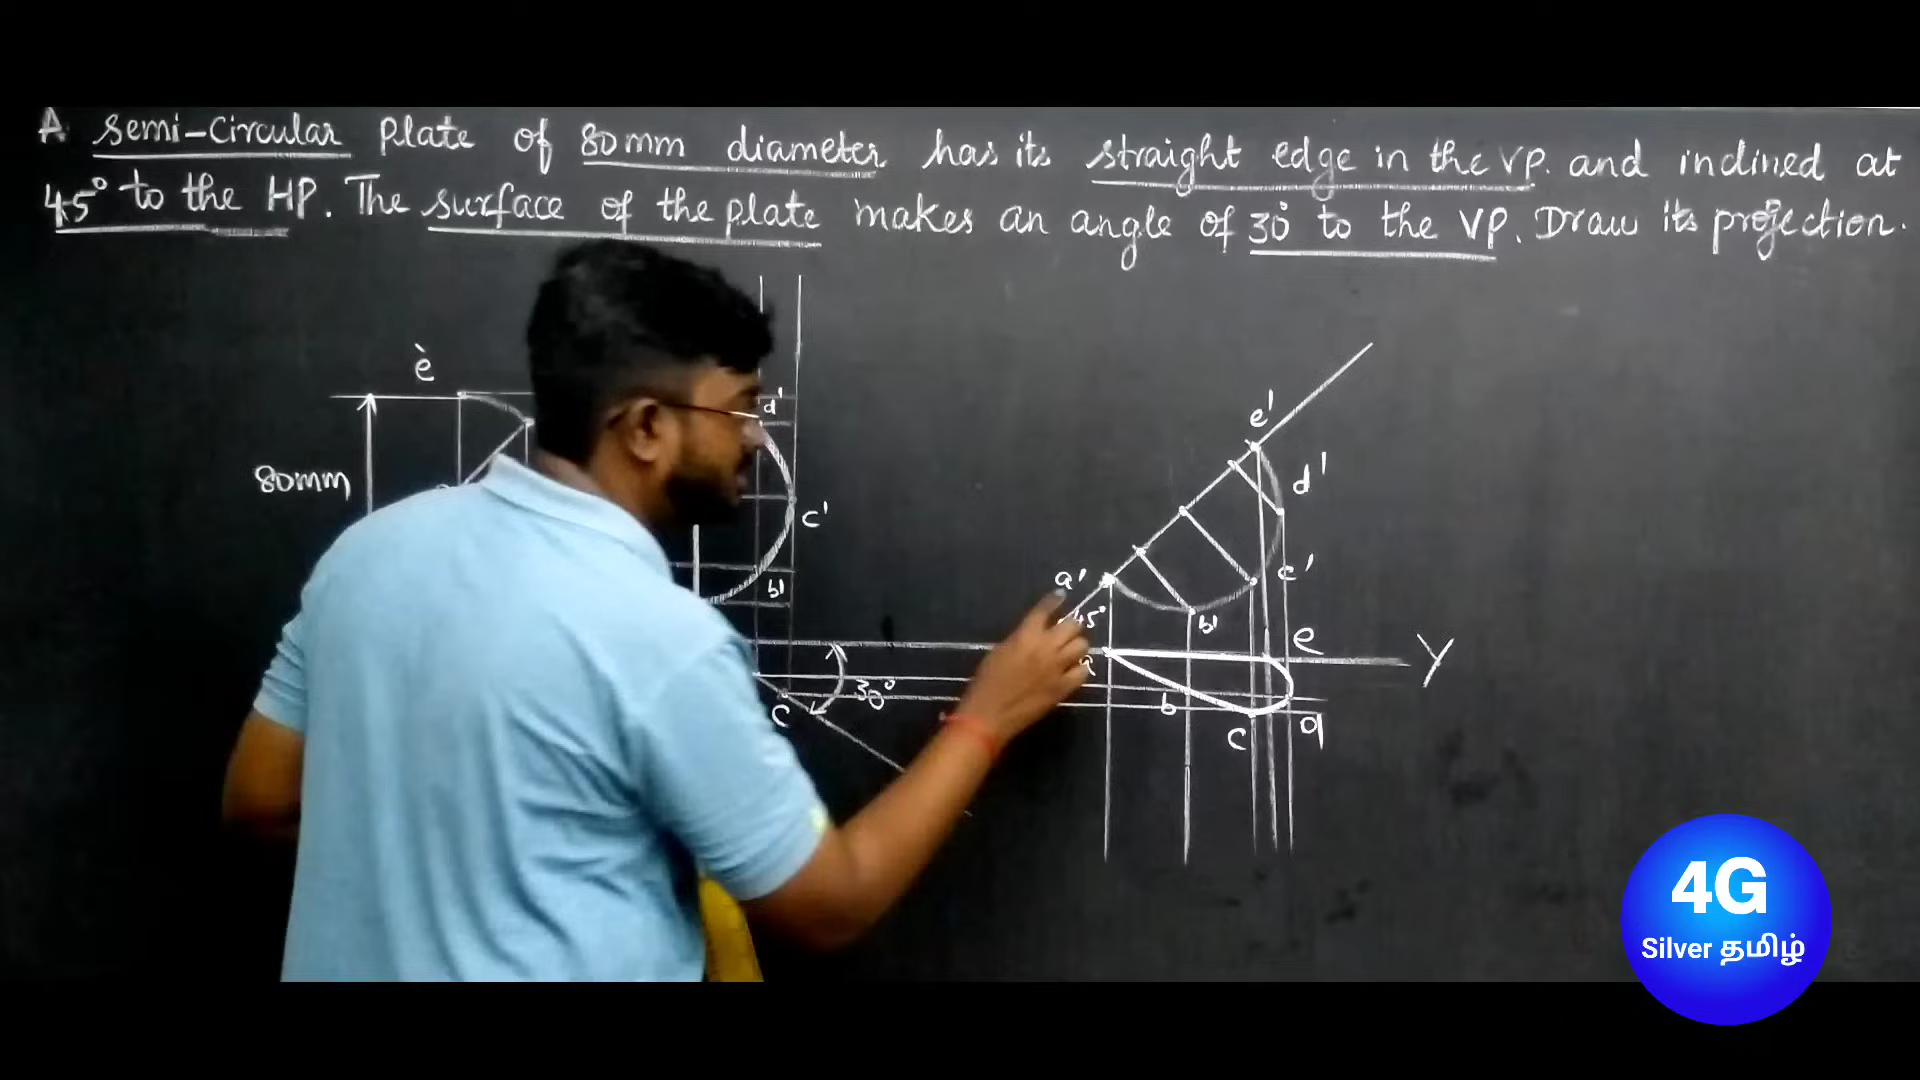 A semi-circular plate of 80mm diameter has its straight edge in the VP. and inclined at
45° to the HP. The surface of the plate makes an angle of 30° to the VP. Draw its projection.
e'
d'
e'
80mm
d'
c'
c'
a'
b'
45°
b'
e
Y
a
30°
b
c
d
c
4G
Silver தமிழ்